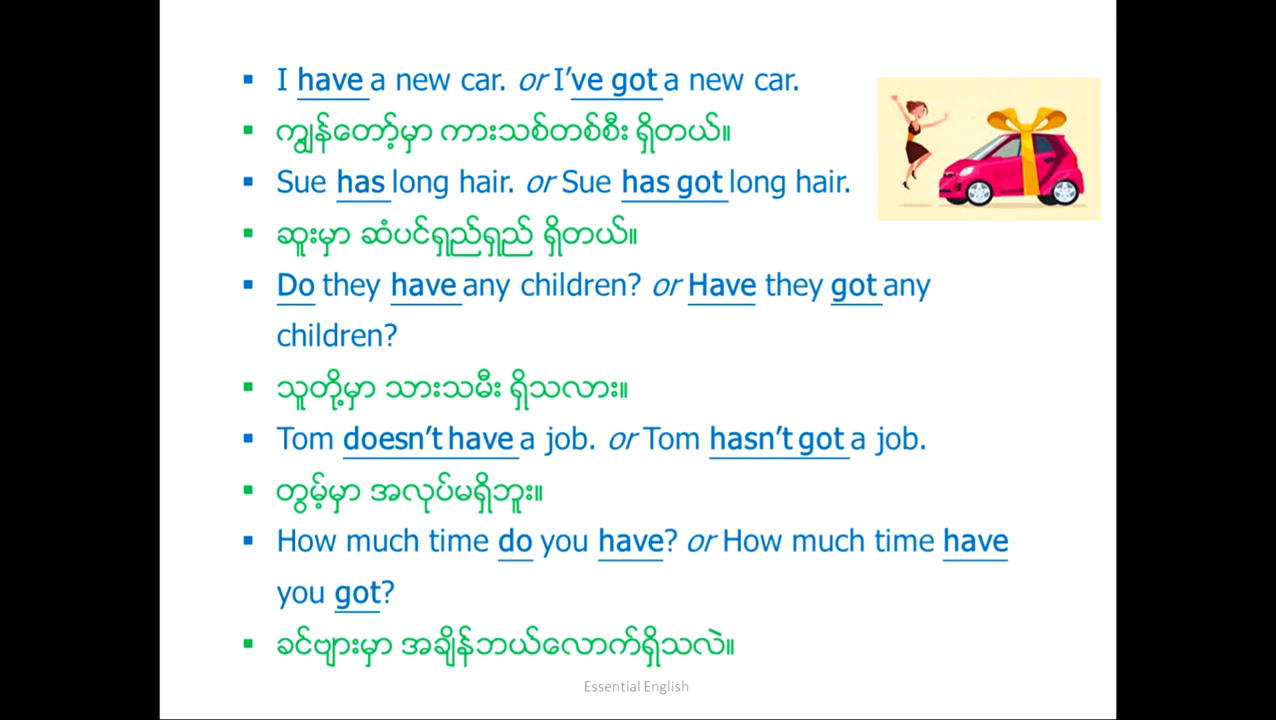 ▪ I have a new car. or I've got a new car.
▪ ကျွန်တော့်မှာ ကားသစ်တစ်စီး ရှိတယ်။
▪ Sue has long hair. or Sue has got long hair.
▪ ဆူးမှာ ဆံပင်ရှည်ရှည် ရှိတယ်။
▪ Do they have any children? or Have they got any
children?
▪ သူတို့မှာ သားသမီး ရှိသလား။
▪ Tom doesn't have a job. or Tom hasn't got a job.
▪ တွမ့်မှာ အလုပ်မရှိဘူး။
▪ How much time do you have? or How much time have
you got?
▪ ခင်ဗျားမှာ အချိန်ဘယ်လောက်ရှိသလဲ။
Essential English